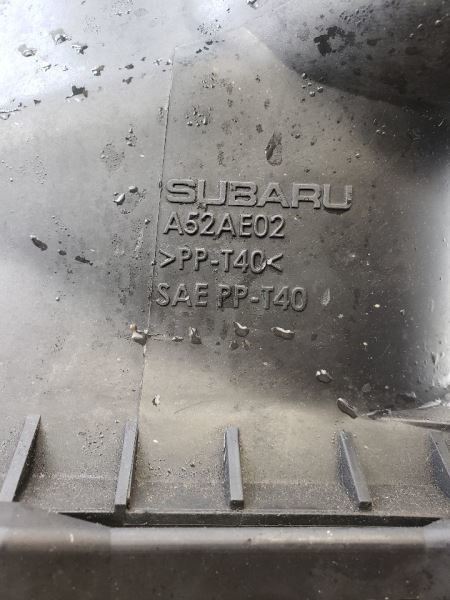 SUBARU
A52AE02
>PP-T40<
SAE PP-T40